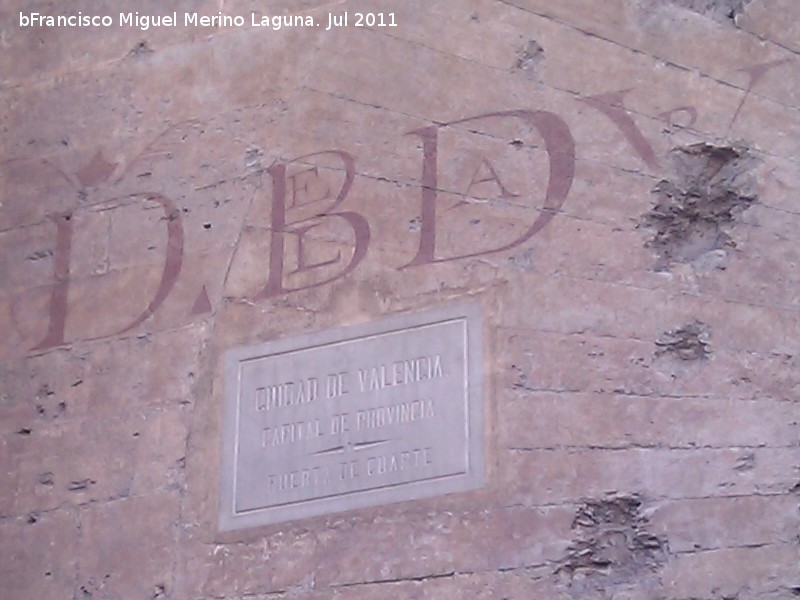 bFrancisco Miguel Merino Laguna. Jul 2011
D. B E L D A
CIUDAD DE VALENCIA.
CAPITAL DE PROVINCIA
PUERTA DE CUARTE